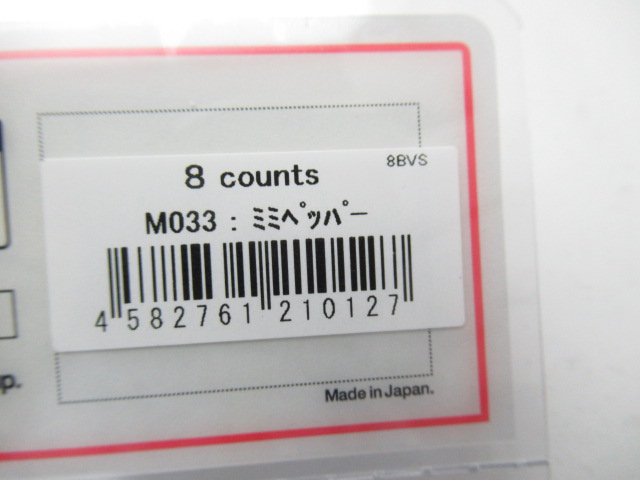 8BVS
8 counts
M033 : ﾐﾐﾍﾟｯﾊﾟｰ
4 582761 210127
p.
Made in Japan.